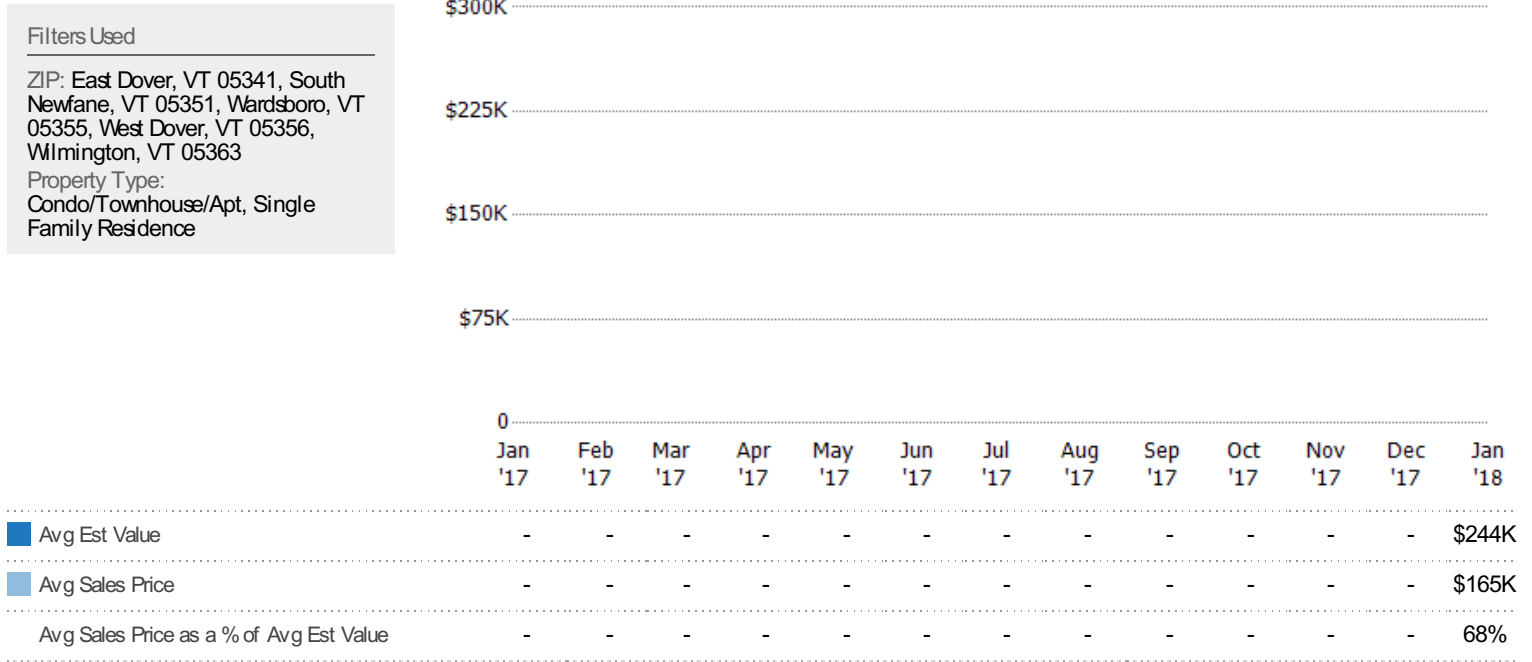 Filters Used
ZIP: East Dover, VT 05341, South
Newfane, VT 05351, Wardsboro, VT
05355, West Dover, VT 05356,
Wilmington, VT 05363
Property Type:
Condo/Townhouse/Apt, Single
Family Residence
$300K
$225K
$150K
$75K
0
Jan Feb Mar Apr May Jun Jul Aug Sep Oct Nov Dec Jan
'17 '17 '17 '17 '17 '17 '17 '17 '17 '17 '17 '17 '18
Avg Est Value - - - - - - - - - - - - $244K
Avg Sales Price - - - - - - - - - - - - $165K
Avg Sales Price as a % of Avg Est Value - - - - - - - - - - - - 68%